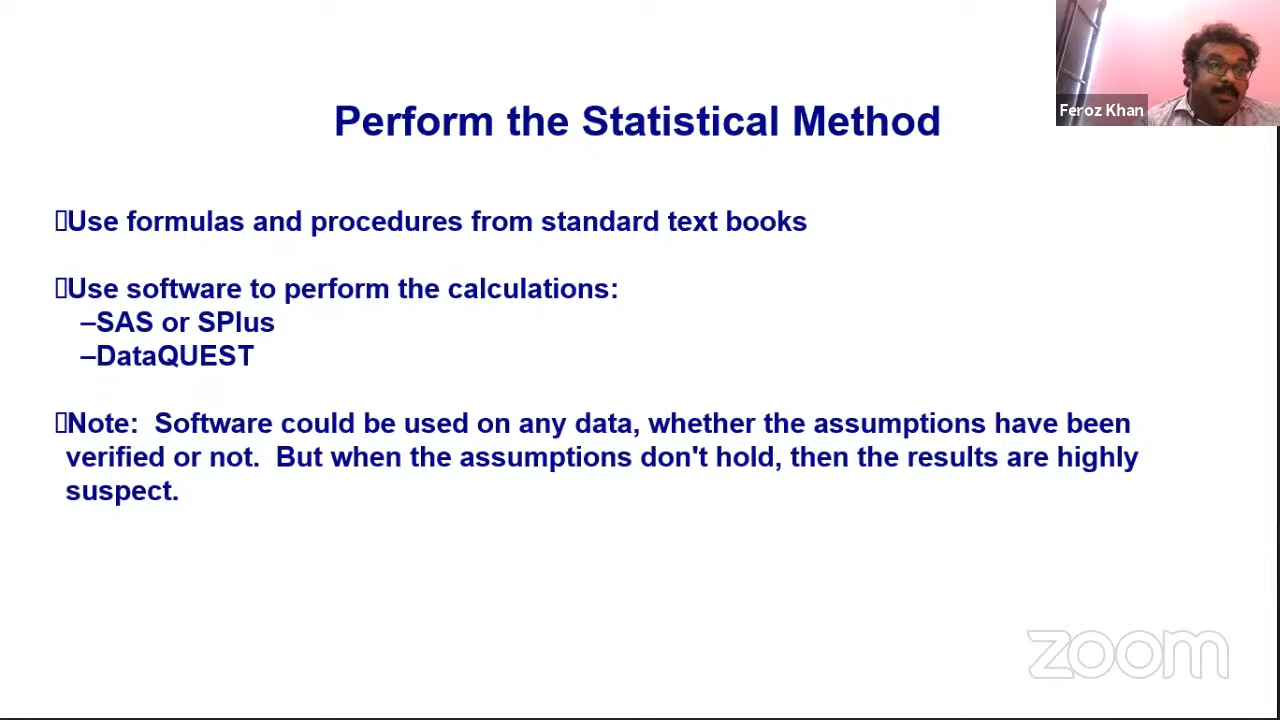 Feroz Khan
Perform the Statistical Method
Use formulas and procedures from standard text books
Use software to perform the calculations:
–SAS or SPlus
–DataQUEST
Note:  Software could be used on any data, whether the assumptions have been
verified or not.  But when the assumptions don't hold, then the results are highly
suspect.
zoom